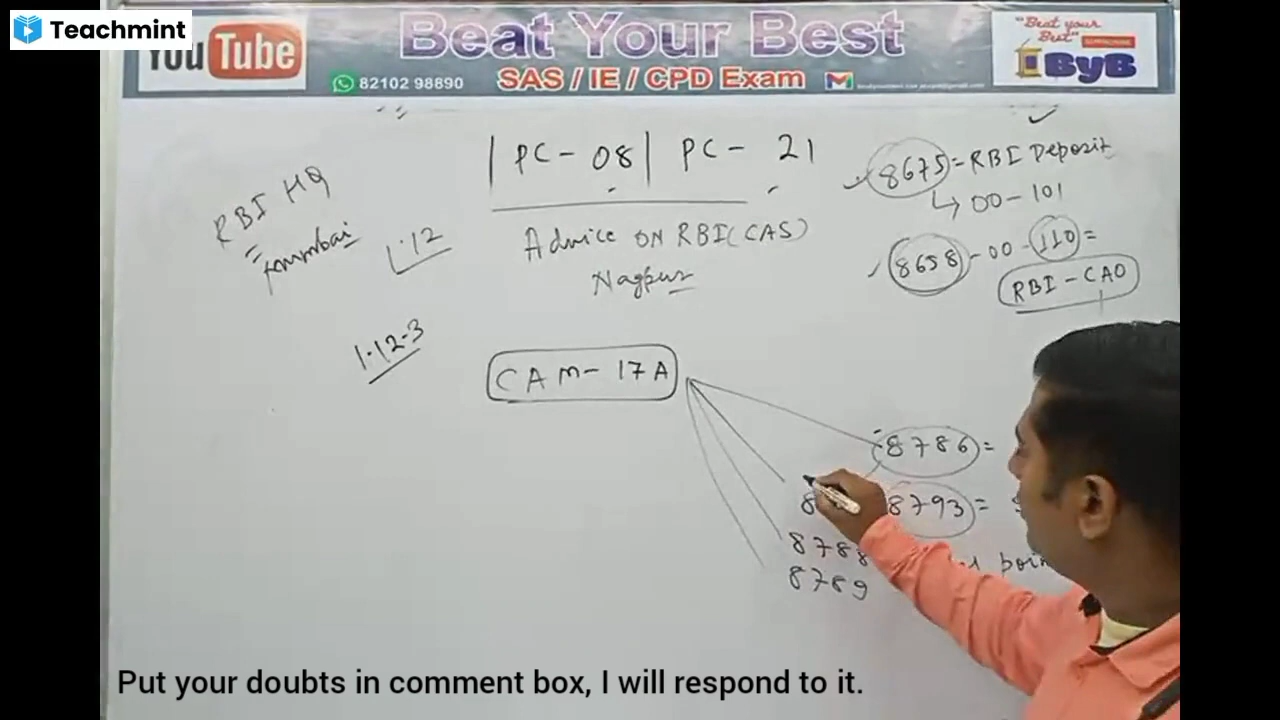 Teachmint
You Tube
Beat Your Best
SAS / IE / CPD Exam
82102 98890
"Beat your
Best"
ByB
| PC - 08 | PC - 21
Advice on RBI (CAS)
Nagpur
RBI HQ
Mumbai
1.12
1.12.3
8675 = RBI Deposit
↳ 00 - 101
8658 - 00 - 110 =
RBI - CAO
CAM - 17A
8786 =
8793 =
8788
8789
Put your doubts in comment box, I will respond to it.